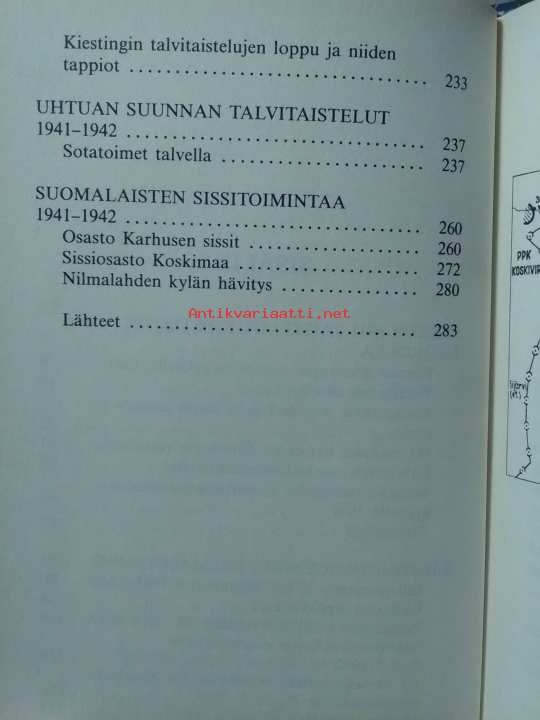 Kiestingin talvitaistelujen loppu ja niiden
tappiot ................................. 233
UHTUAN SUUNNAN TALVITAISTELUT
1941–1942 ................................. 237
Sotatoimet talvella ........................ 237
SUOMALAISTEN SISSITOIMINTAA
1941–1942 ................................. 260
Osasto Karhusen sissit .................... 260
Sissiosasto Koskimaa ...................... 272
Nilmalahden kylän hävitys ................ 280
Antikvariaatti.net
Lähteet ................................. 283
PPK